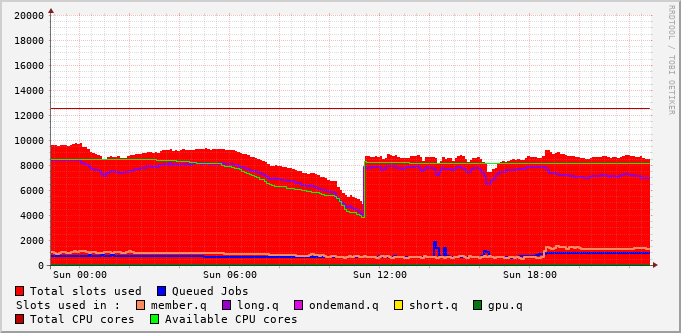 20000
18000
16000
14000
12000
10000
8000
6000
4000
2000
0
Sun 00:00 Sun 06:00 Sun 12:00 Sun 18:00
Total slots used Queued Jobs
Slots used in : member.q long.q ondemand.q short.q gpu.q
Total CPU cores Available CPU cores
RRDTOOL / TOBI OETIKER